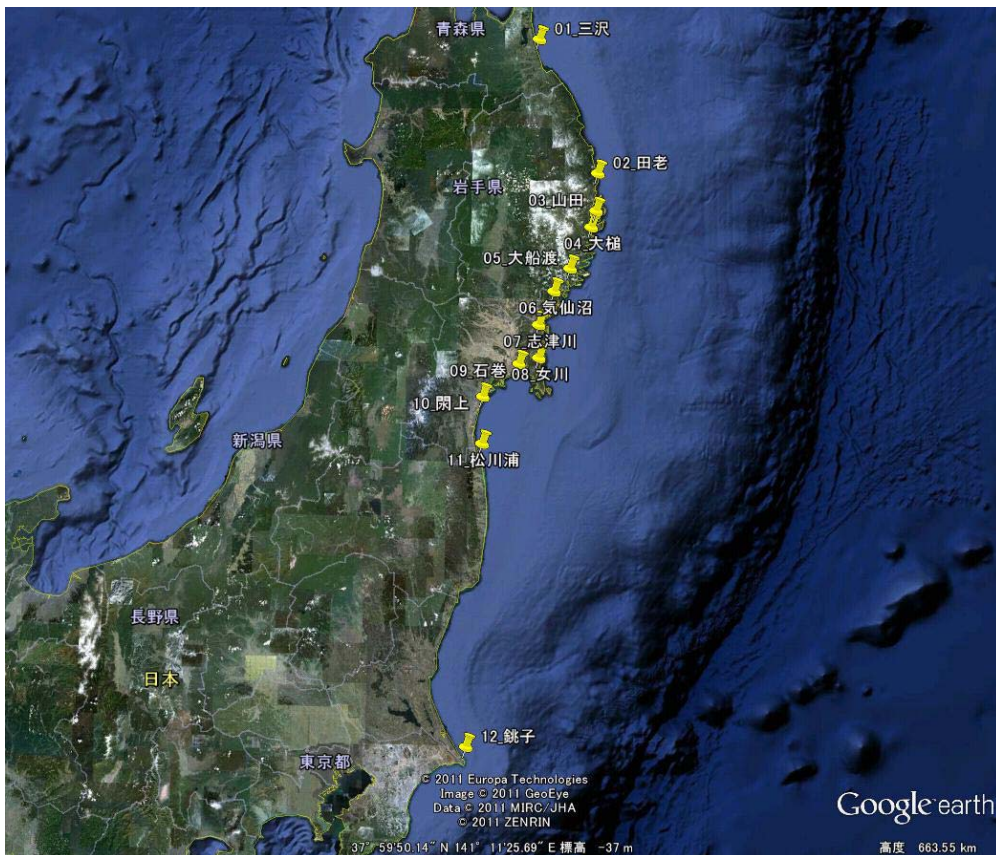 青森県
01_三沢
02_田老
岩手県
03_山田
04_大槌
05_大船渡
06_気仙沼
07_志津川
09_石巻
08_女川
10_閖上
新潟県
11_松川浦
長野県
日本
12_銚子
東京都
© 2011 Europa Technologies
Image © 2011 GeoEye
Data © 2011 MIRC/JHA
© 2011 ZENRIN
Google earth
37° 59'50.14" N 141° 11'25.69" E 標高 -37 m
高度 663.55 km